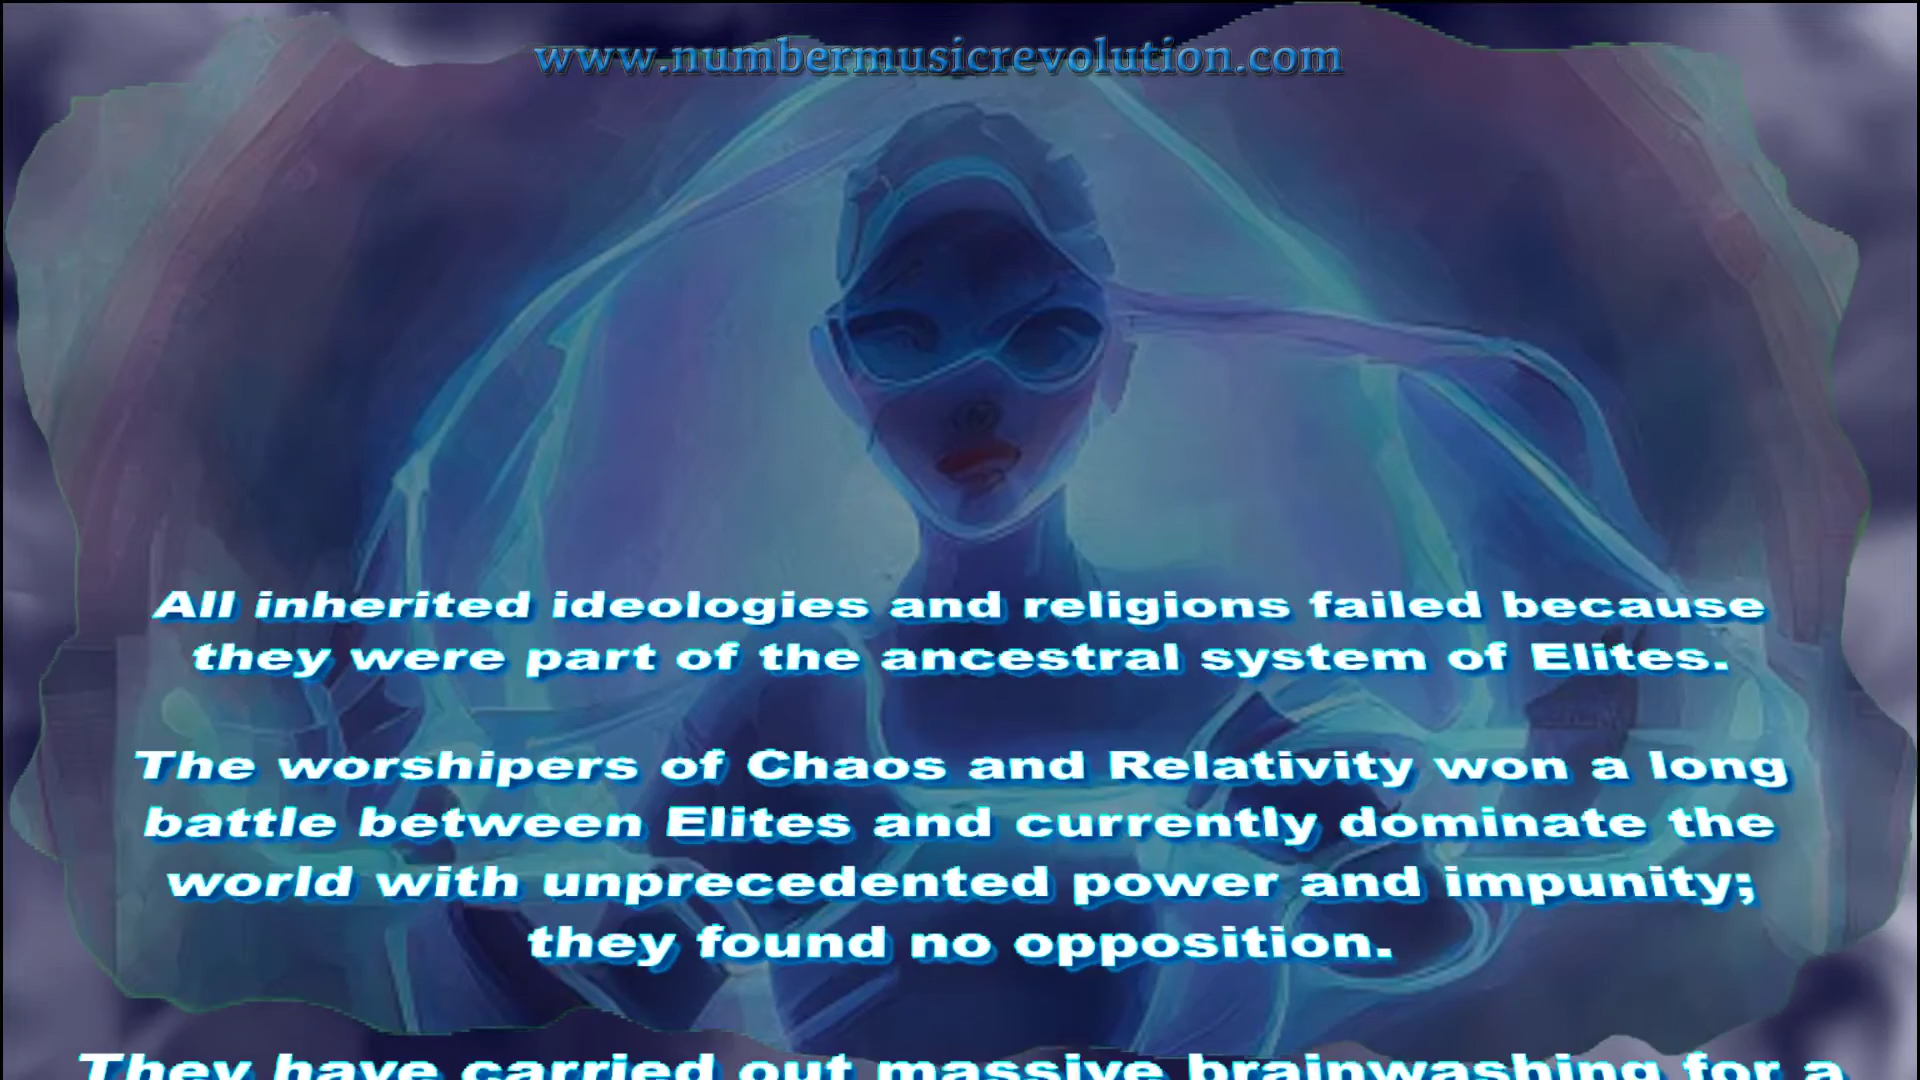 www.numbermusicrevolution.com
All inherited ideologies and religions failed because
they were part of the ancestral system of Elites.
The worshipers of Chaos and Relativity won a long
battle between Elites and currently dominate the
world with unprecedented power and impunity;
they found no opposition.
They have carried out massive brainwashing for a